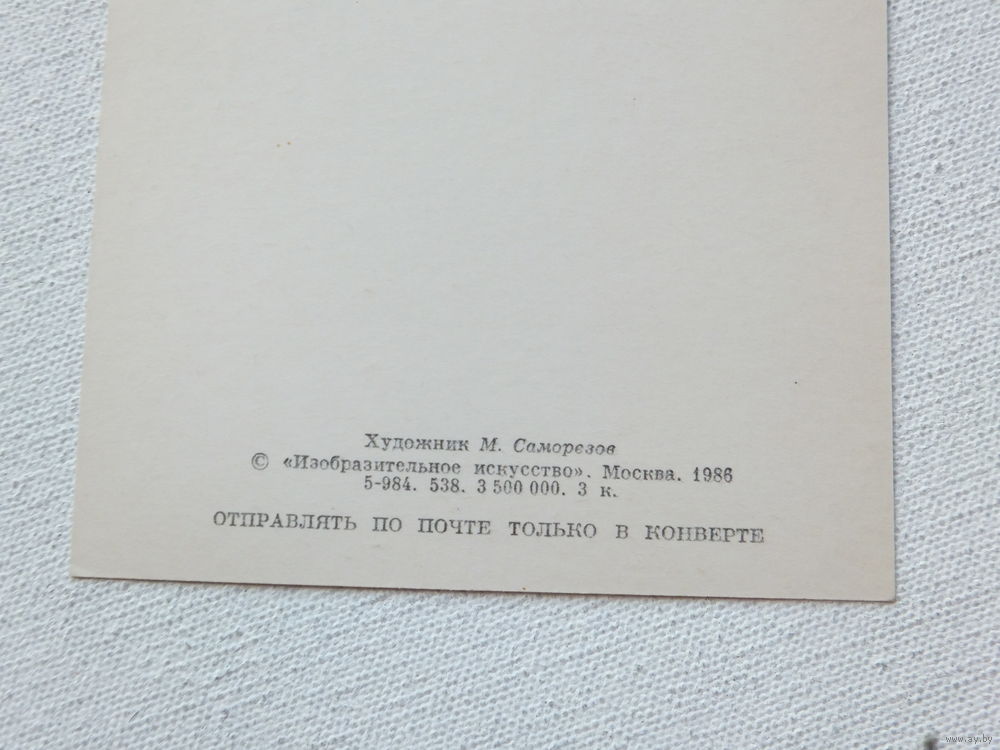 Художник М. Саморезов
© «Изобразительное искусство». Москва. 1986
5-984. 538. 3 500 000. 3 к.
ОТПРАВЛЯТЬ ПО ПОЧТЕ ТОЛЬКО В КОНВЕРТЕ
www.ay.by